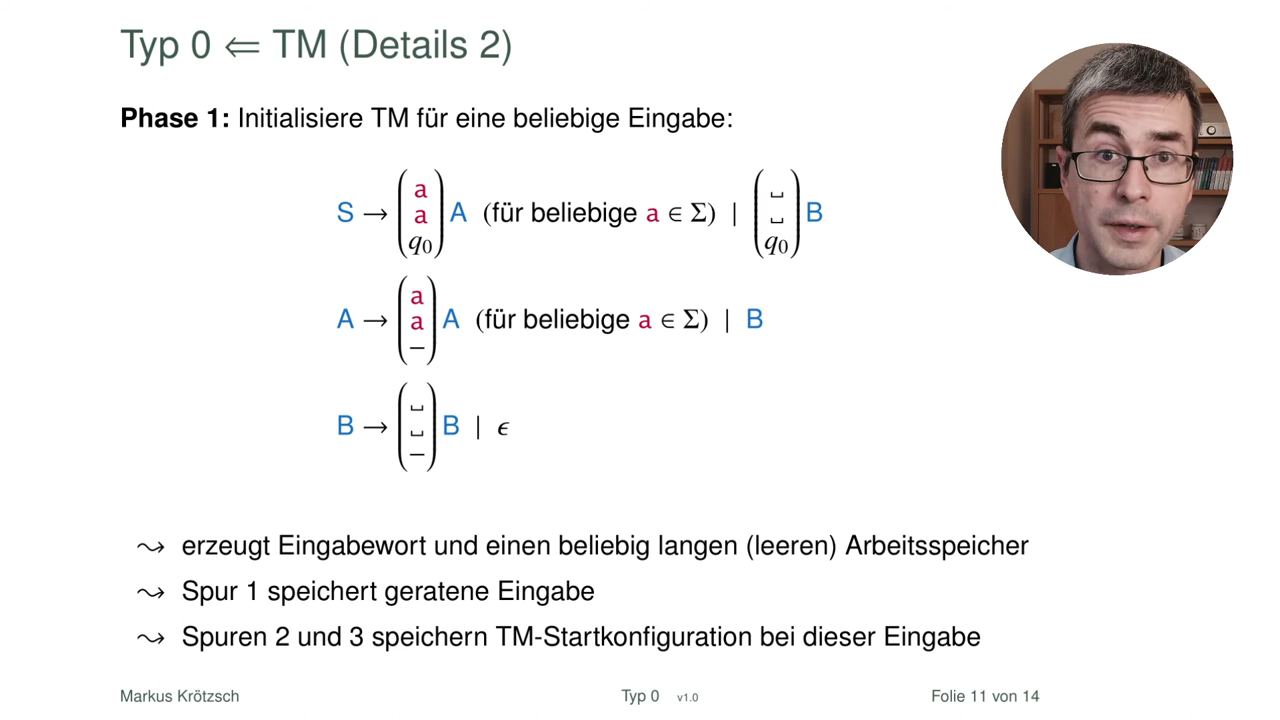 Typ 0 ⇐ TM (Details 2)
Phase 1: Initialisiere TM für eine beliebige Eingabe:
S → (a a q₀) A (für beliebige a ∈ Σ) | (␣ ␣ q₀) B
A → (a a –) A (für beliebige a ∈ Σ) | B
B → (␣ ␣ –) B | ϵ
⤳ erzeugt Eingabewort und einen beliebig langen (leeren) Arbeitsspeicher
⤳ Spur 1 speichert geratene Eingabe
⤳ Spuren 2 und 3 speichern TM-Startkonfiguration bei dieser Eingabe
Markus Krötzsch Typ 0 v1.0 Folie 11 von 14